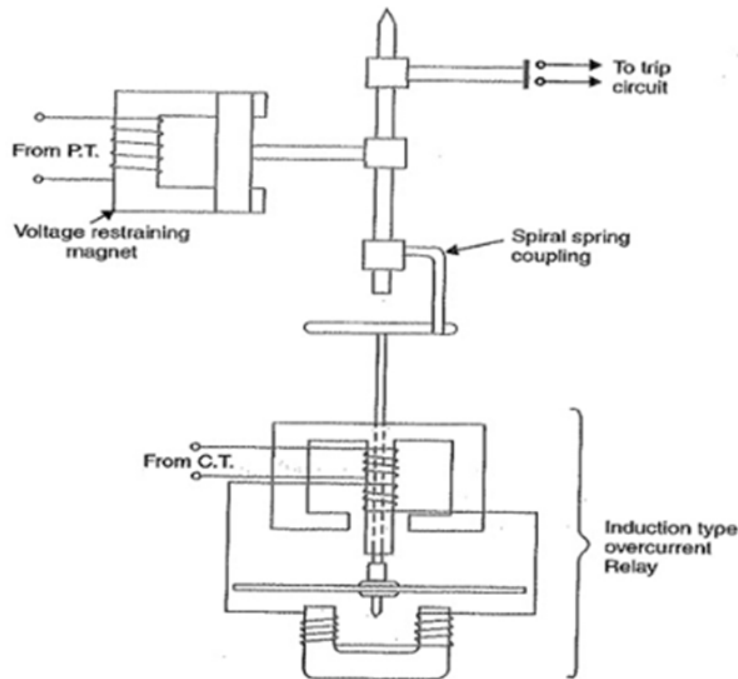 To trip
circuit
From P.T.
Voltage restraining
magnet
Spiral spring
coupling
From C.T.
Induction type
overcurrent
Relay